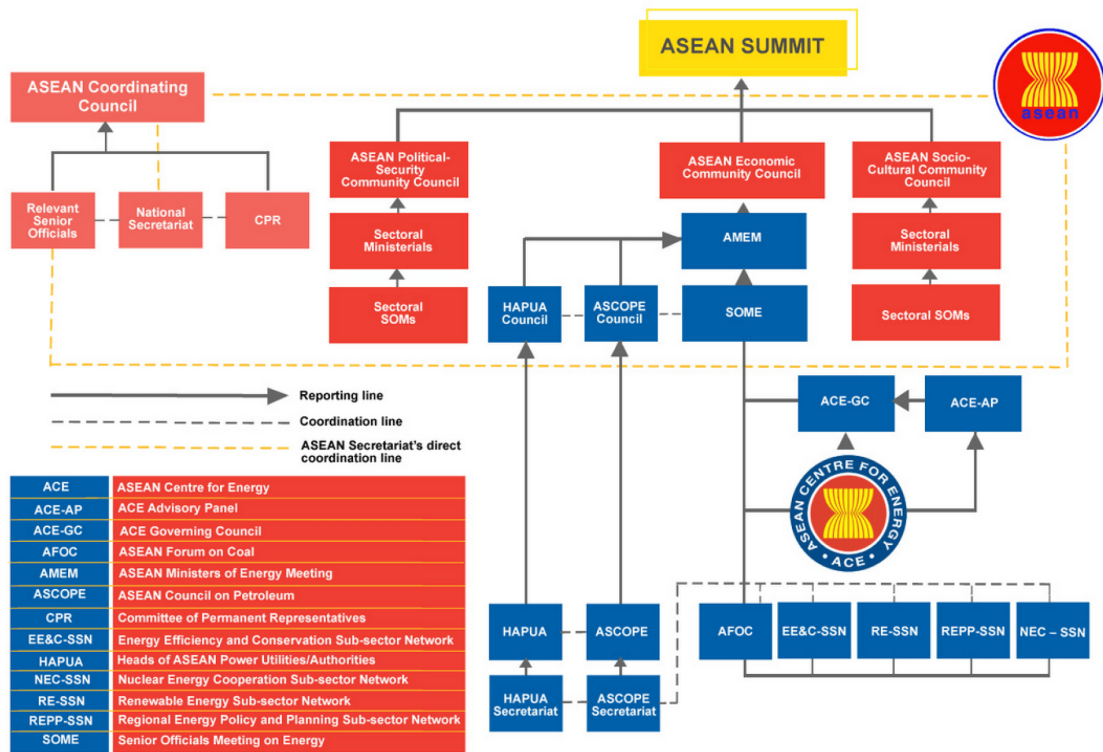 ASEAN SUMMIT
asean
ASEAN Coordinating
Council
Relevant
Senior
Officials
National
Secretariat
CPR
ASEAN Political-
Security
Community Council
Sectoral
Ministerials
Sectoral
SOMs
ASEAN Economic
Community Council
AMEM
SOME
HAPUA
Council
ASCOPE
Council
ASEAN Socio-
Cultural Community
Council
Sectoral
Ministerials
Sectoral SOMs
Reporting line
Coordination line
ASEAN Secretariat's direct
coordination line
ACE-GC
ACE-AP
ASEAN CENTRE FOR ENERGY
• ACE •
ACE ASEAN Centre for Energy
ACE-AP ACE Advisory Panel
ACE-GC ACE Governing Council
AFOC ASEAN Forum on Coal
AMEM ASEAN Ministers of Energy Meeting
ASCOPE ASEAN Council on Petroleum
CPR Committee of Permanent Representatives
EE&C-SSN Energy Efficiency and Conservation Sub-sector Network
HAPUA Heads of ASEAN Power Utilities/Authorities
NEC-SSN Nuclear Energy Cooperation Sub-sector Network
RE-SSN Renewable Energy Sub-sector Network
REPP-SSN Regional Energy Policy and Planning Sub-sector Network
SOME Senior Officials Meeting on Energy
HAPUA
ASCOPE
HAPUA
Secretariat
ASCOPE
Secretariat
AFOC
EE&C-SSN
RE-SSN
REPP-SSN
NEC – SSN